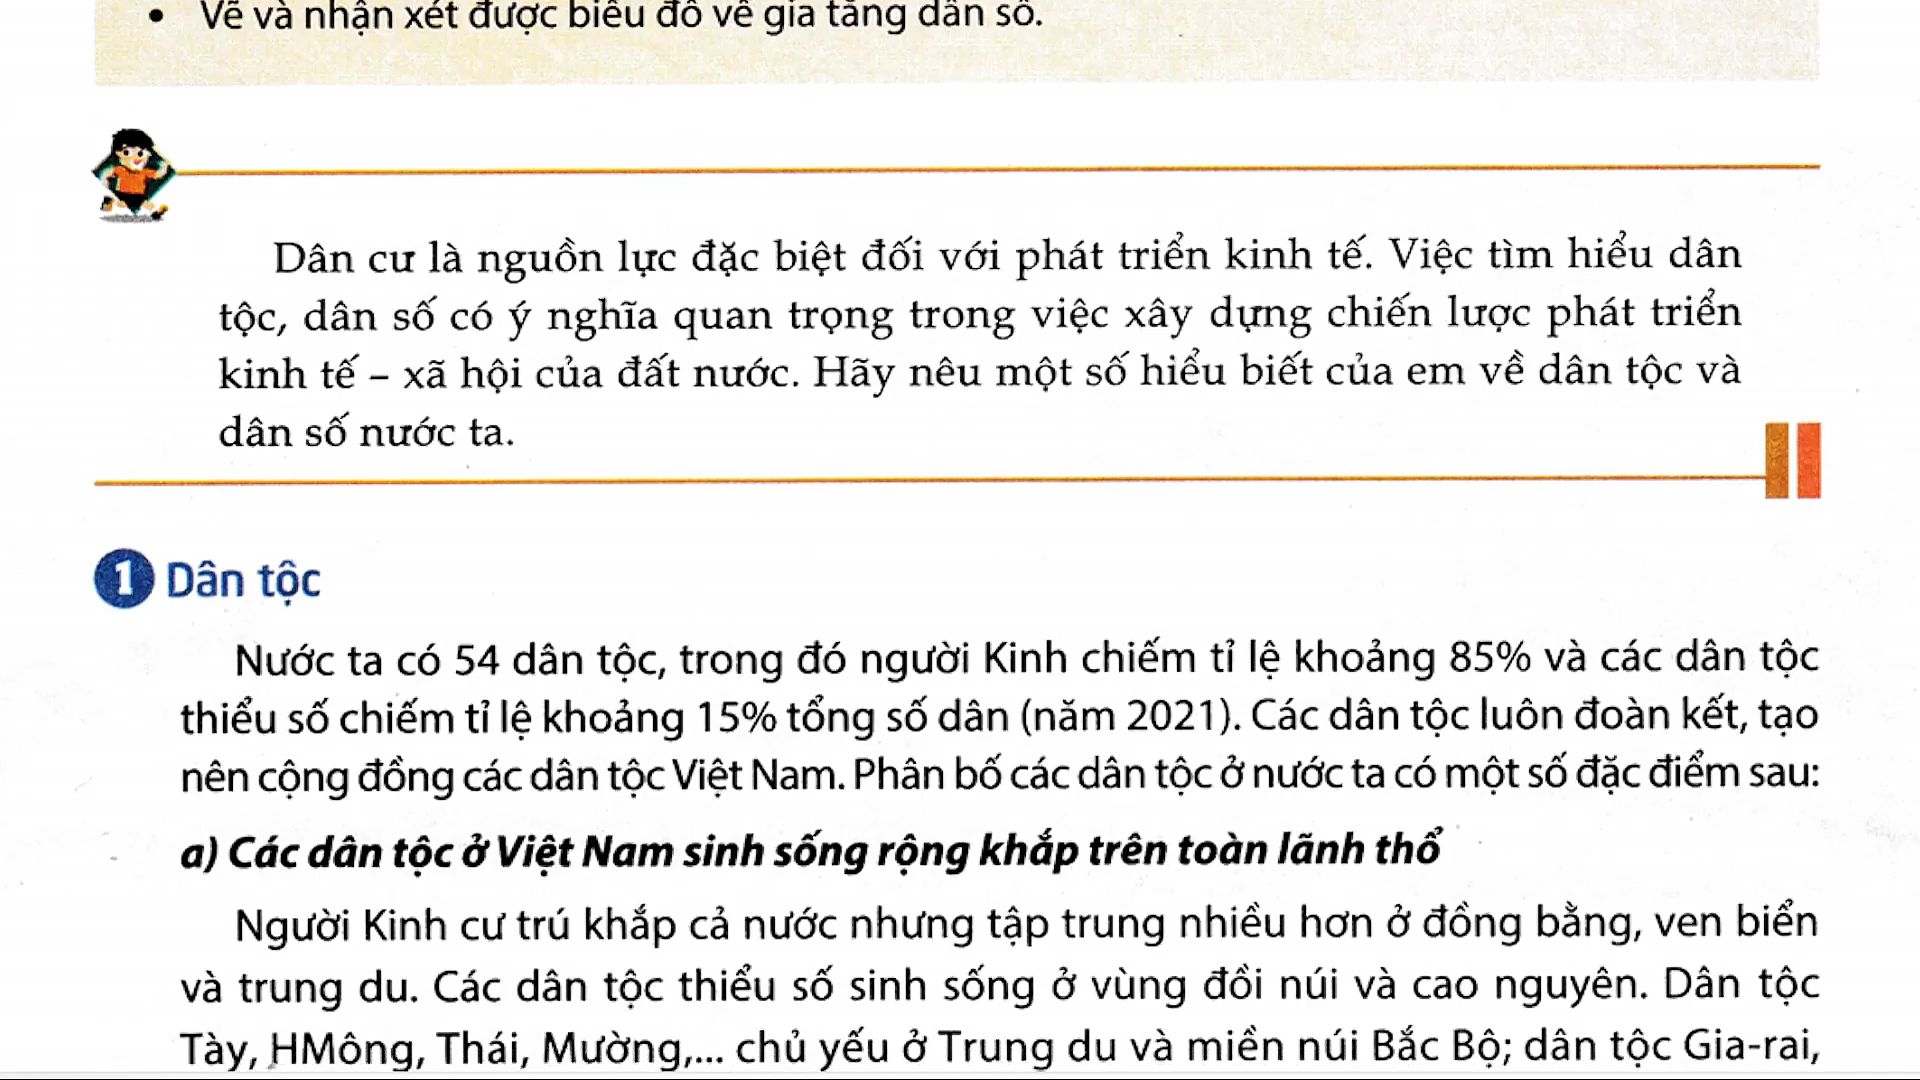 • Vẽ và nhận xét được biểu đồ về gia tăng dân số.
Dân cư là nguồn lực đặc biệt đối với phát triển kinh tế. Việc tìm hiểu dân
tộc, dân số có ý nghĩa quan trọng trong việc xây dựng chiến lược phát triển
kinh tế – xã hội của đất nước. Hãy nêu một số hiểu biết của em về dân tộc và
dân số nước ta.
1 Dân tộc
Nước ta có 54 dân tộc, trong đó người Kinh chiếm tỉ lệ khoảng 85% và các dân tộc
thiểu số chiếm tỉ lệ khoảng 15% tổng số dân (năm 2021). Các dân tộc luôn đoàn kết, tạo
nên cộng đồng các dân tộc Việt Nam. Phân bố các dân tộc ở nước ta có một số đặc điểm sau:
a) Các dân tộc ở Việt Nam sinh sống rộng khắp trên toàn lãnh thổ
Người Kinh cư trú khắp cả nước nhưng tập trung nhiều hơn ở đồng bằng, ven biển
và trung du. Các dân tộc thiểu số sinh sống ở vùng đồi núi và cao nguyên. Dân tộc
Tày, HMông, Thái, Mường,... chủ yếu ở Trung du và miền núi Bắc Bộ; dân tộc Gia-rai,